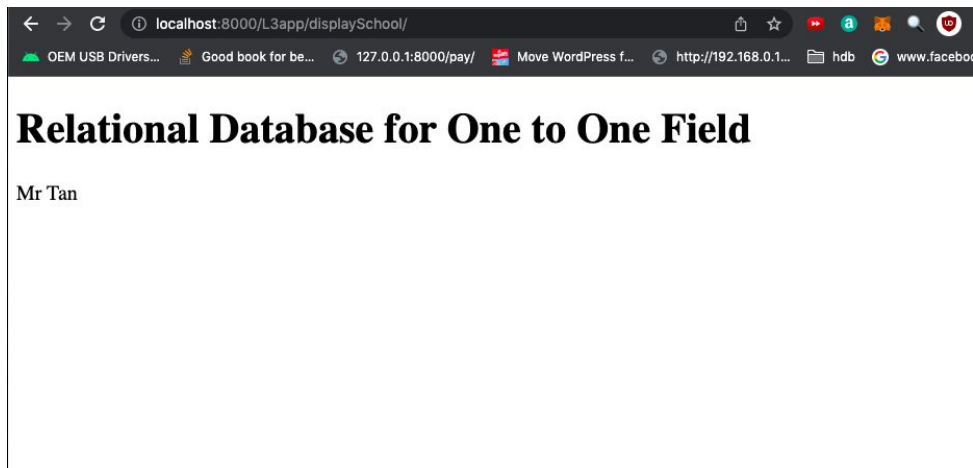 localhost:8000/L3app/displaySchool/
OEM USB Drivers... Good book for be... 127.0.0.1:8000/pay/ Move WordPress f... http://192.168.0.1... hdb www.facebo
Relational Database for One to One Field
Mr Tan